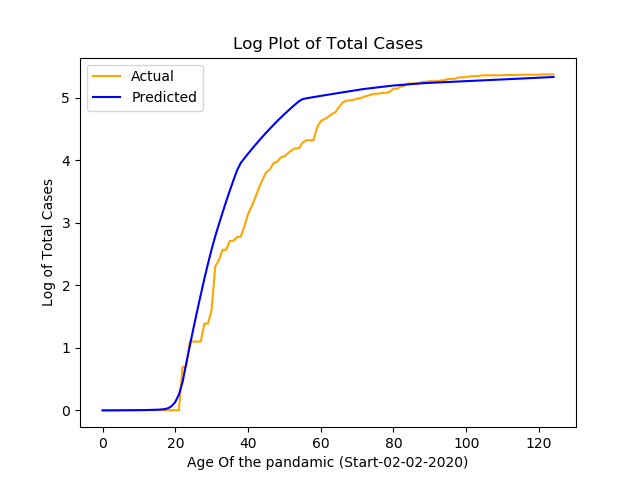 Log Plot of Total Cases
Actual
Predicted
Log of Total Cases
5
4
3
2
1
0
0 20 40 60 80 100 120
Age Of the pandamic (Start-02-02-2020)